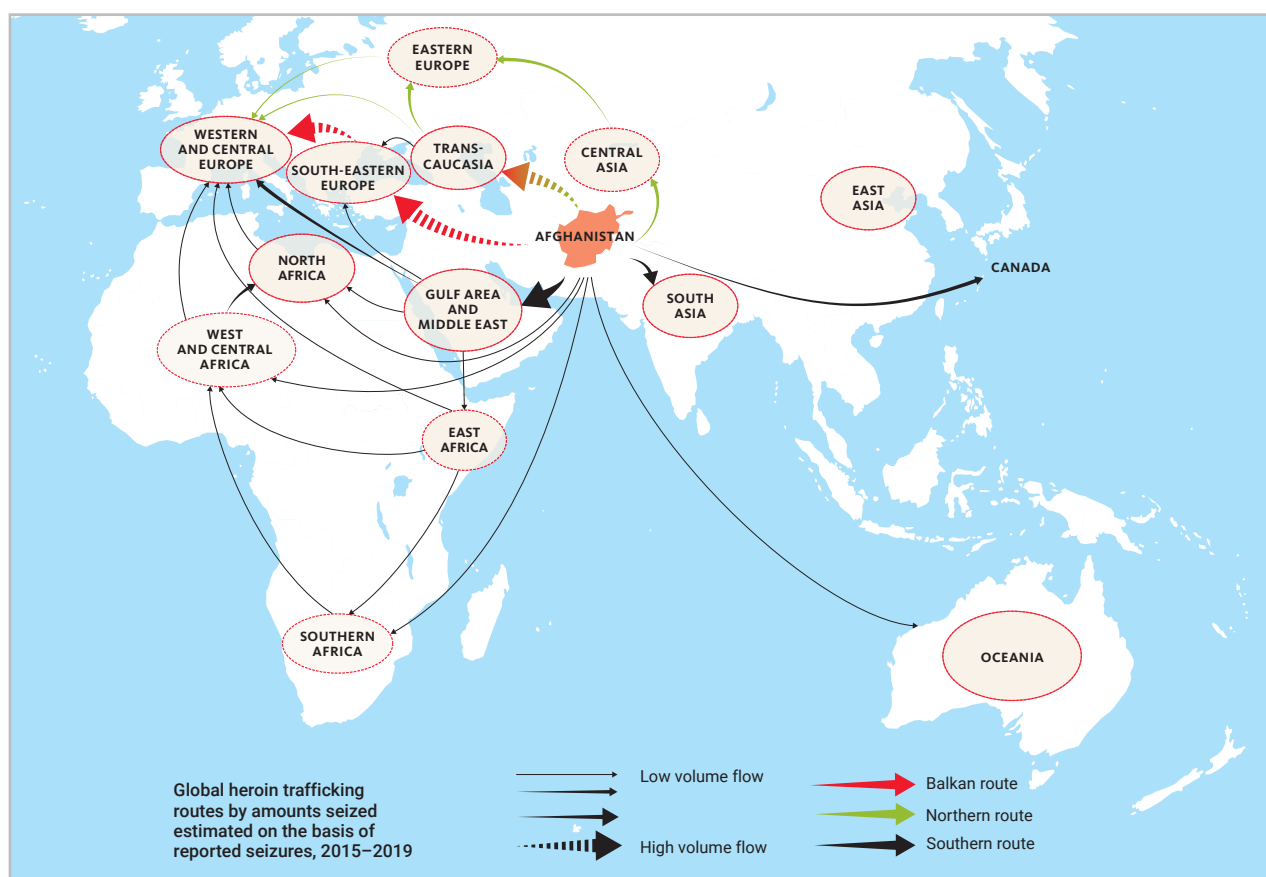 EASTERN
EUROPE
WESTERN
AND CENTRAL
EUROPE
TRANS-
CAUCASIA
CENTRAL
ASIA
SOUTH-EASTERN
EUROPE
EAST
ASIA
AFGHANISTAN
NORTH
AFRICA
CANADA
GULF AREA
AND
MIDDLE EAST
SOUTH
ASIA
WEST
AND CENTRAL
AFRICA
EAST
AFRICA
SOUTHERN
AFRICA
OCEANIA
Global heroin trafficking
routes by amounts seized
estimated on the basis of
reported seizures, 2015–2019
Low volume flow
High volume flow
Balkan route
Northern route
Southern route